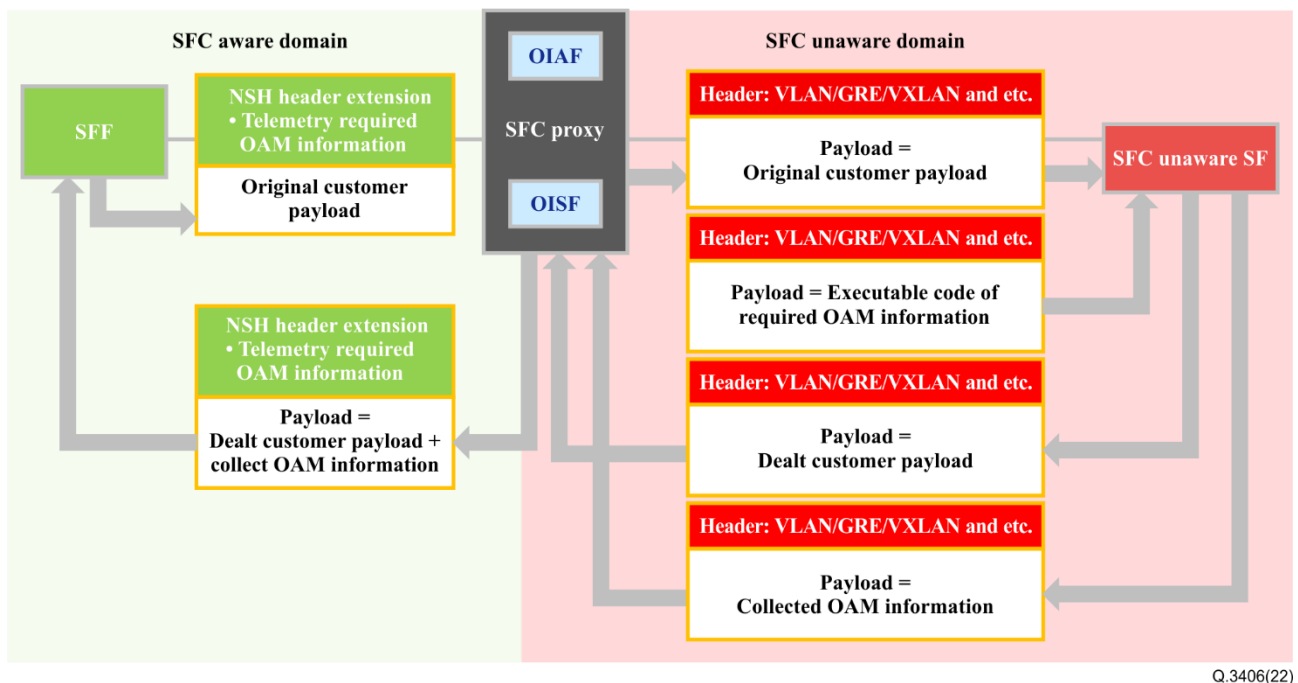 SFC aware domain
SFC unaware domain
OIAF
SFC proxy
OISF
SFF
NSH header extension
• Telemetry required
OAM information
Original customer
payload
NSH header extension
• Telemetry required
OAM information
Payload =
Dealt customer payload +
collect OAM information
Header: VLAN/GRE/VXLAN and etc.
Payload =
Original customer payload
Header: VLAN/GRE/VXLAN and etc.
Payload = Executable code of
required OAM information
Header: VLAN/GRE/VXLAN and etc.
Payload =
Dealt customer payload
Header: VLAN/GRE/VXLAN and etc.
Payload =
Collected OAM information
SFC unaware SF
Q.3406(22)